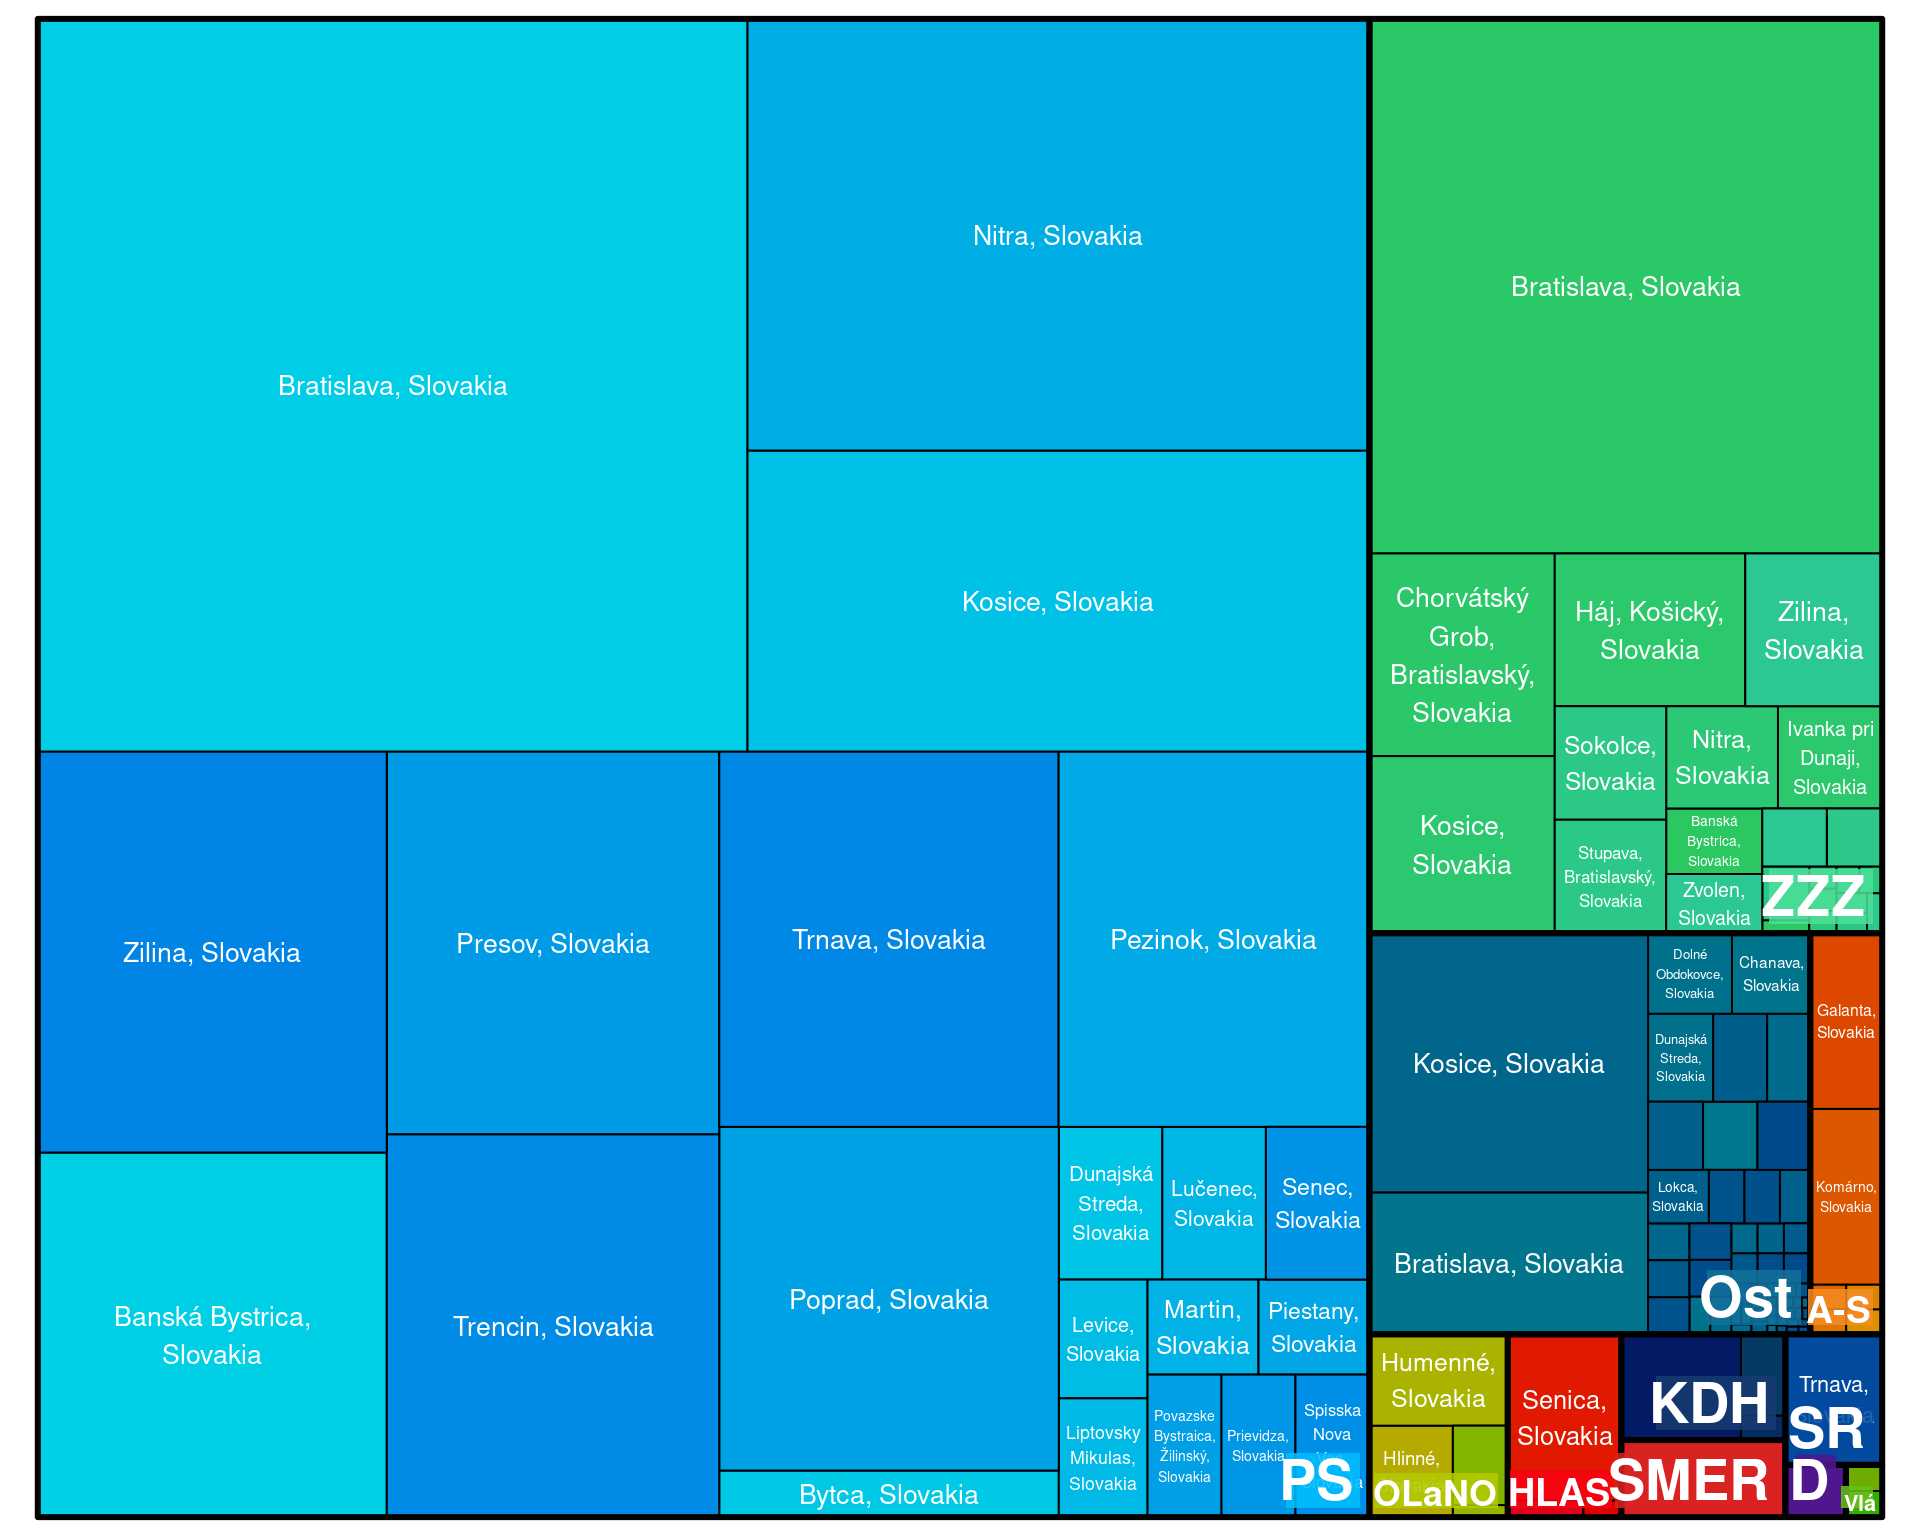 Bratislava, Slovakia
Nitra, Slovakia
Kosice, Slovakia
Zilina, Slovakia
Presov, Slovakia
Trnava, Slovakia
Pezinok, Slovakia
Banská Bystrica,
Slovakia
Trencin, Slovakia
Poprad, Slovakia
Bytca, Slovakia
Dunajská
Streda,
Slovakia
Lučenec,
Slovakia
Senec,
Slovakia
Levice,
Slovakia
Martin,
Slovakia
Piestany,
Slovakia
Liptovsky
Mikulas,
Slovakia
Povazske
Bystraica,
Žilinský,
Slovakia
Prievidza,
Slovakia
Spisska
Nova
PS
Bratislava, Slovakia
Chorvátský
Grob,
Bratislavský,
Slovakia
Háj, Košický,
Slovakia
Zilina,
Slovakia
Kosice,
Slovakia
Sokolce,
Slovakia
Nitra,
Slovakia
Ivanka pri
Dunaji,
Slovakia
Stupava,
Bratislavský,
Slovakia
Banská
Bystrica,
Slovakia
Zvolen,
Slovakia
ZZZ
Kosice, Slovakia
Bratislava, Slovakia
Dolné
Obdokovce,
Slovakia
Chanava,
Slovakia
Dunajská
Streda,
Slovakia
Lokca,
Slovakia
Ost
Galanta,
Slovakia
Komárno,
Slovakia
A-S
Humenné,
Slovakia
Hlinné,
OLaNO
Senica,
Slovakia
HLAS
KDH
SMER
Trnava,
SR
D
Vlá